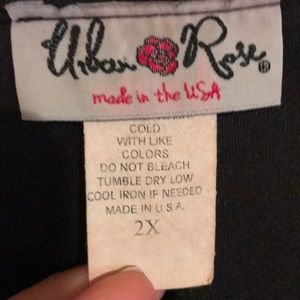 Urban Rose ®
made in the USA
COLD
WITH LIKE
COLORS
DO NOT BLEACH
TUMBLE DRY LOW
COOL IRON IF NEEDED
MADE IN U.S.A.
2X